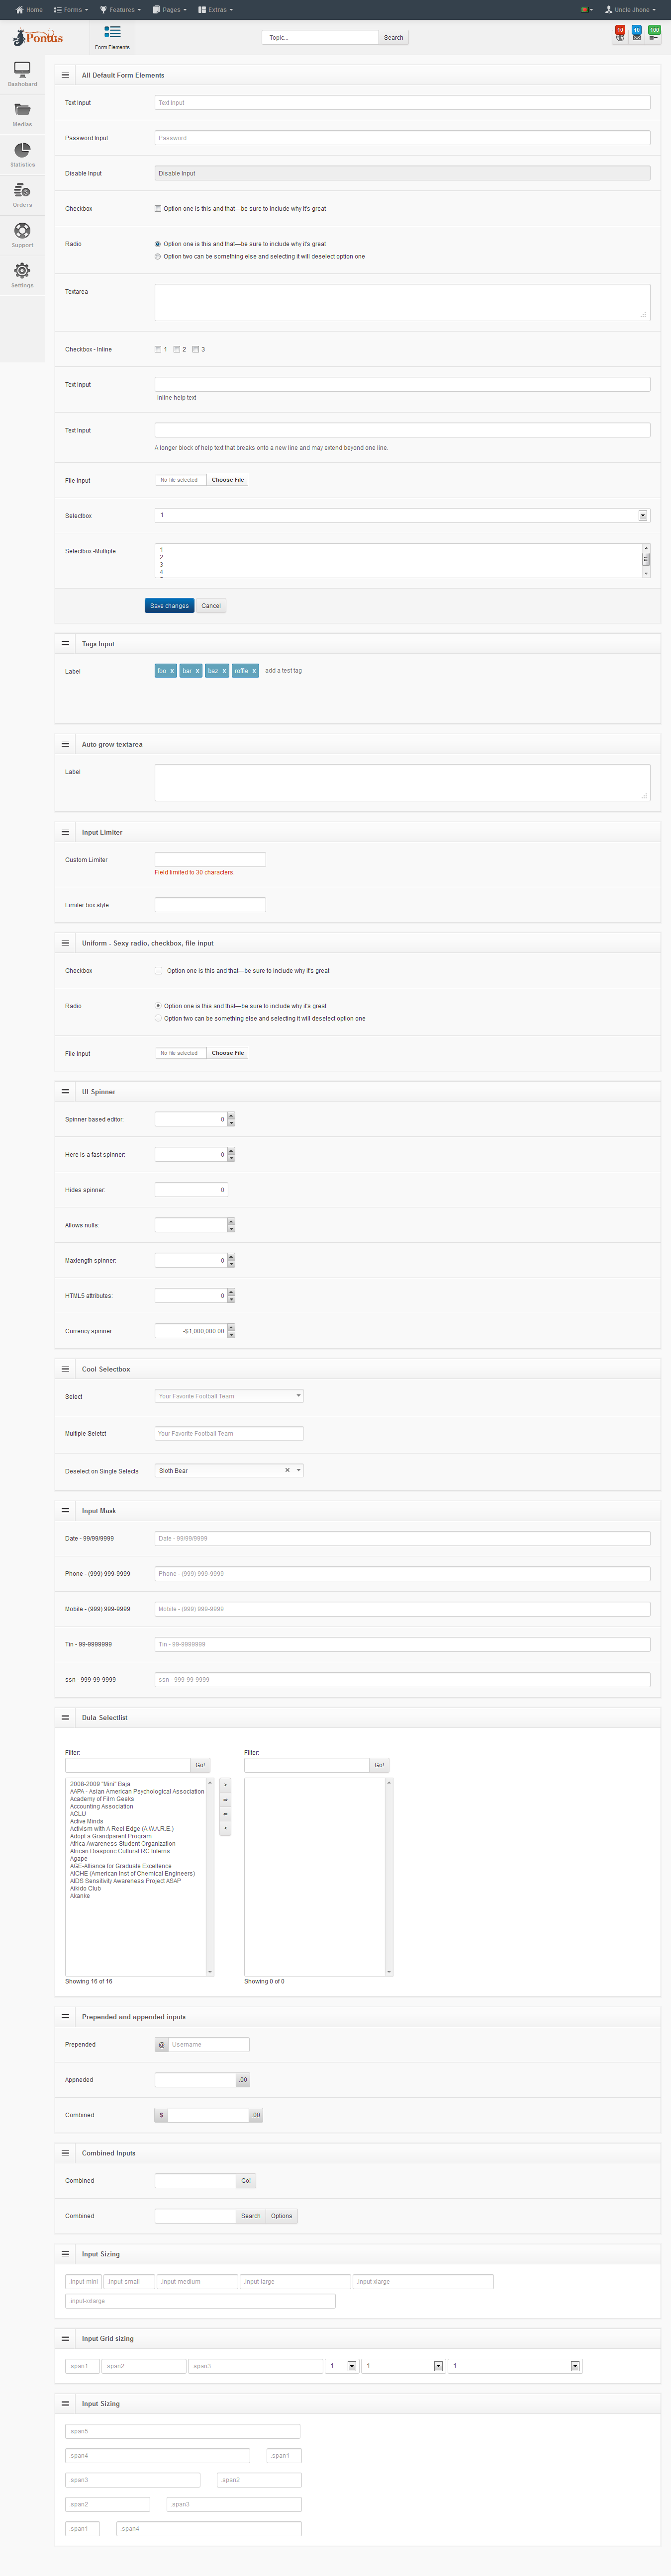 Home Forms Features Pages Extras Uncle Jhone
Pontus
Form Elements
Topic... Search
10 10 100
Dashobard
Medias
Statistics
Orders
Support
Settings
All Default Form Elements
Text Input Text Input
Password Input Password
Disable Input Disable Input
Checkbox Option one is this and that—be sure to include why it's great
Radio Option one is this and that—be sure to include why it's great
Option two can be something else and selecting it will deselect option one
Textarea
Checkbox - Inline 1 2 3
Text Input
Inline help text
Text Input
A longer block of help text that breaks onto a new line and may extend beyond one line.
File Input No file selected Choose File
Selectbox 1
Selectbox -Multiple 1
2
3
4
Save changes Cancel
Tags Input
Label foo x bar x baz x roffle x add a test tag
Auto grow textarea
Label
Input Limiter
Custom Limiter
Field limited to 30 characters.
Limiter box style
Uniform - Sexy radio, checkbox, file input
Checkbox Option one is this and that—be sure to include why it's great
Radio Option one is this and that—be sure to include why it's great
Option two can be something else and selecting it will deselect option one
File Input No file selected Choose File
UI Spinner
Spinner based editor: 0
Here is a fast spinner: 0
Hides spinner: 0
Allows nulls:
Maxlength spinner: 0
HTML5 attributes: 0
Currency spinner: -$1,000,000.00
Cool Selectbox
Select Your Favorite Football Team
Multiple Seletct Your Favorite Football Team
Deselect on Single Selects Sloth Bear
Input Mask
Date - 99/99/9999 Date - 99/99/9999
Phone - (999) 999-9999 Phone - (999) 999-9999
Mobile - (999) 999-9999 Mobile - (999) 999-9999
Tin - 99-9999999 Tin - 99-9999999
ssn - 999-99-9999 ssn - 999-99-9999
Dula Selectlist
Filter: Filter:
Go! Go!
2008-2009 "Mini" Baja
AAPA - Asian American Psychological Association
Academy of Film Geeks
Accounting Association
ACLU
Active Minds
Activism with A Reel Edge (A.W.A.R.E.)
Adopt a Grandparent Program
Africa Awareness Student Organization
African Diasporic Cultural RC Interns
Agape
AGE-Alliance for Graduate Excellence
AICHE (American Inst of Chemical Engineers)
AIDS Sensitivity Awareness Project ASAP
Aikido Club
Akanke
Showing 16 of 16 Showing 0 of 0
Prepended and appended inputs
Prepended @ Username
Appneded .00
Combined $ .00
Combined Inputs
Combined Go!
Combined Search Options
Input Sizing
.input-mini .input-small .input-medium .input-large .input-xlarge
.input-xxlarge
Input Grid sizing
.span1 .span2 .span3 1 1 1
Input Sizing
.span5
.span4 .span1
.span3 .span2
.span2 .span3
.span1 .span4